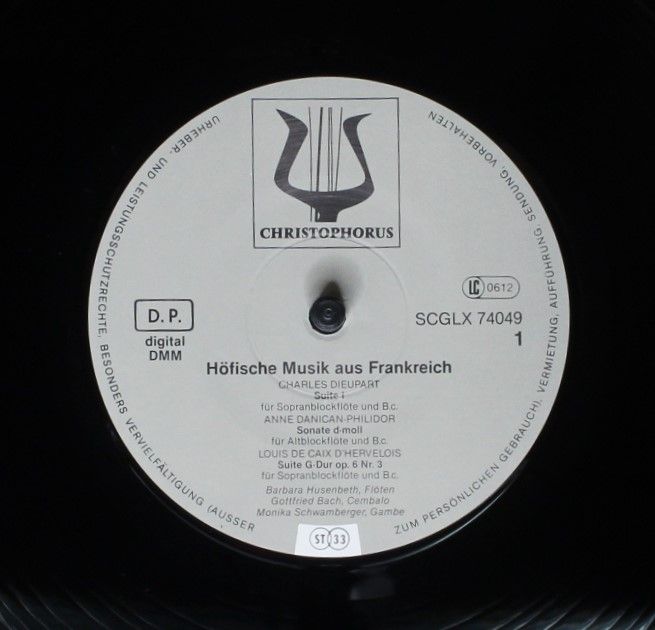 CHRISTOPHORUS
URHEBER- UND LEISTUNGSSCHUTZRECHTE, BESONDERS VERVIELFÄLTIGUNG (AUSSER
ZUM PERSÖNLICHEN GEBRAUCH), VERMIETUNG, AUFFÜHRUNG, SENDUNG, VORBEHALTEN
LC 0612
D. P.
digital
DMM
SCGLX 74049
1
Höfische Musik aus Frankreich
CHARLES DIEUPART
Suite I
für Sopranblockflöte und B.c.
ANNE DANICAN-PHILIDOR
Sonate d-moll
für Altblockflöte und B.c.
LOUIS DE CAIX D'HERVELOIS
Suite G-Dur op. 6 Nr. 3
für Sopranblockflöte und B.c.
Barbara Husenbeth, Flöten
Gottfried Bach, Cembalo
Monika Schwamberger, Gambe
ST 33